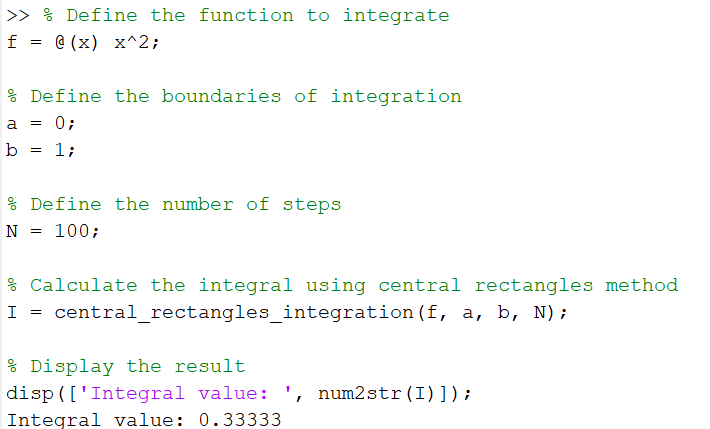 >> % Define the function to integrate
f = @(x) x^2;
% Define the boundaries of integration
a = 0;
b = 1;
% Define the number of steps
N = 100;
% Calculate the integral using central rectangles method
I = central_rectangles_integration(f, a, b, N);
% Display the result
disp(['Integral value: ', num2str(I)]);
Integral value: 0.33333